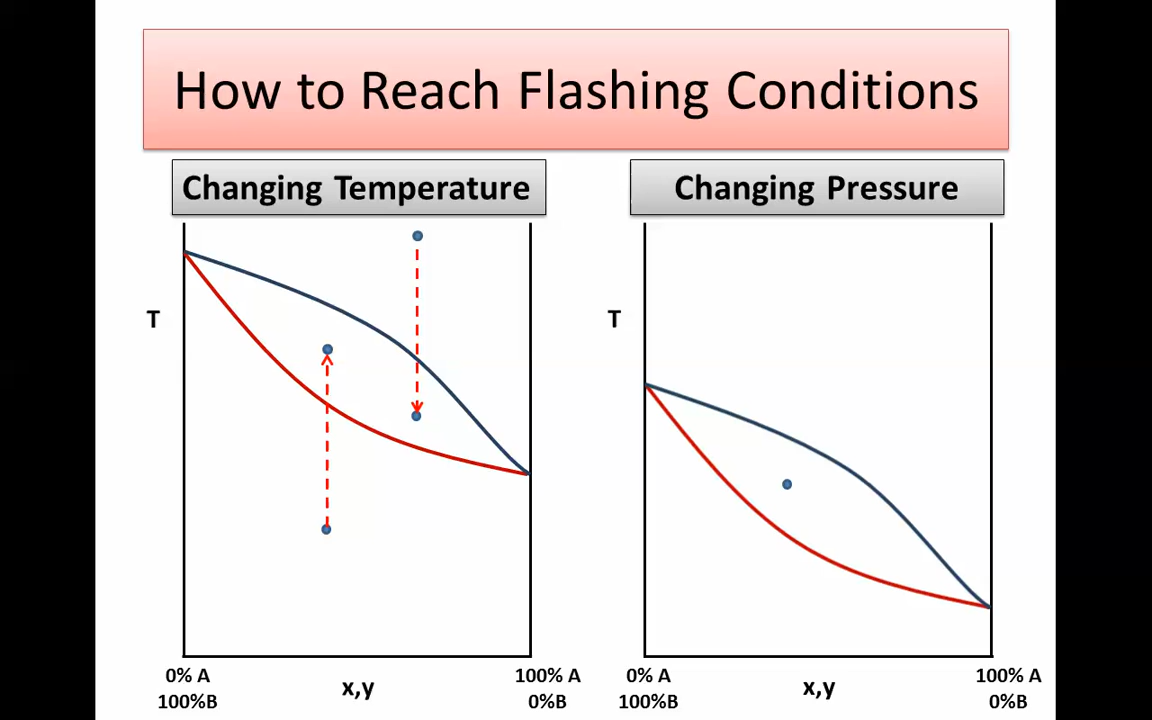 How to Reach Flashing Conditions
Changing Temperature
Changing Pressure
T
T
0% A
100%B
x,y
100% A
0%B
0% A
100%B
x,y
100% A
0%B